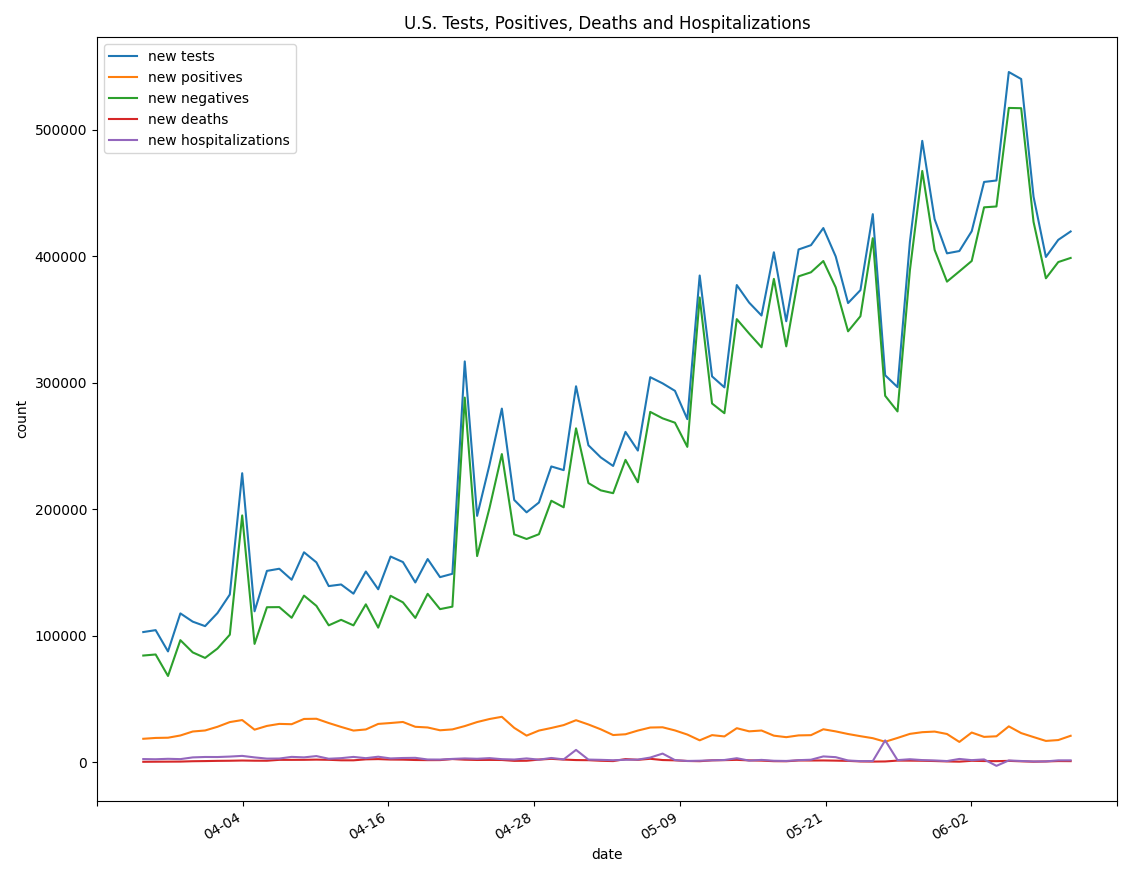 U.S. Tests, Positives, Deaths and Hospitalizations
new tests
new positives
new negatives
new deaths
new hospitalizations
500000
400000
300000
200000
100000
0
count
04-04
04-16
04-28
05-09
05-21
06-02
date